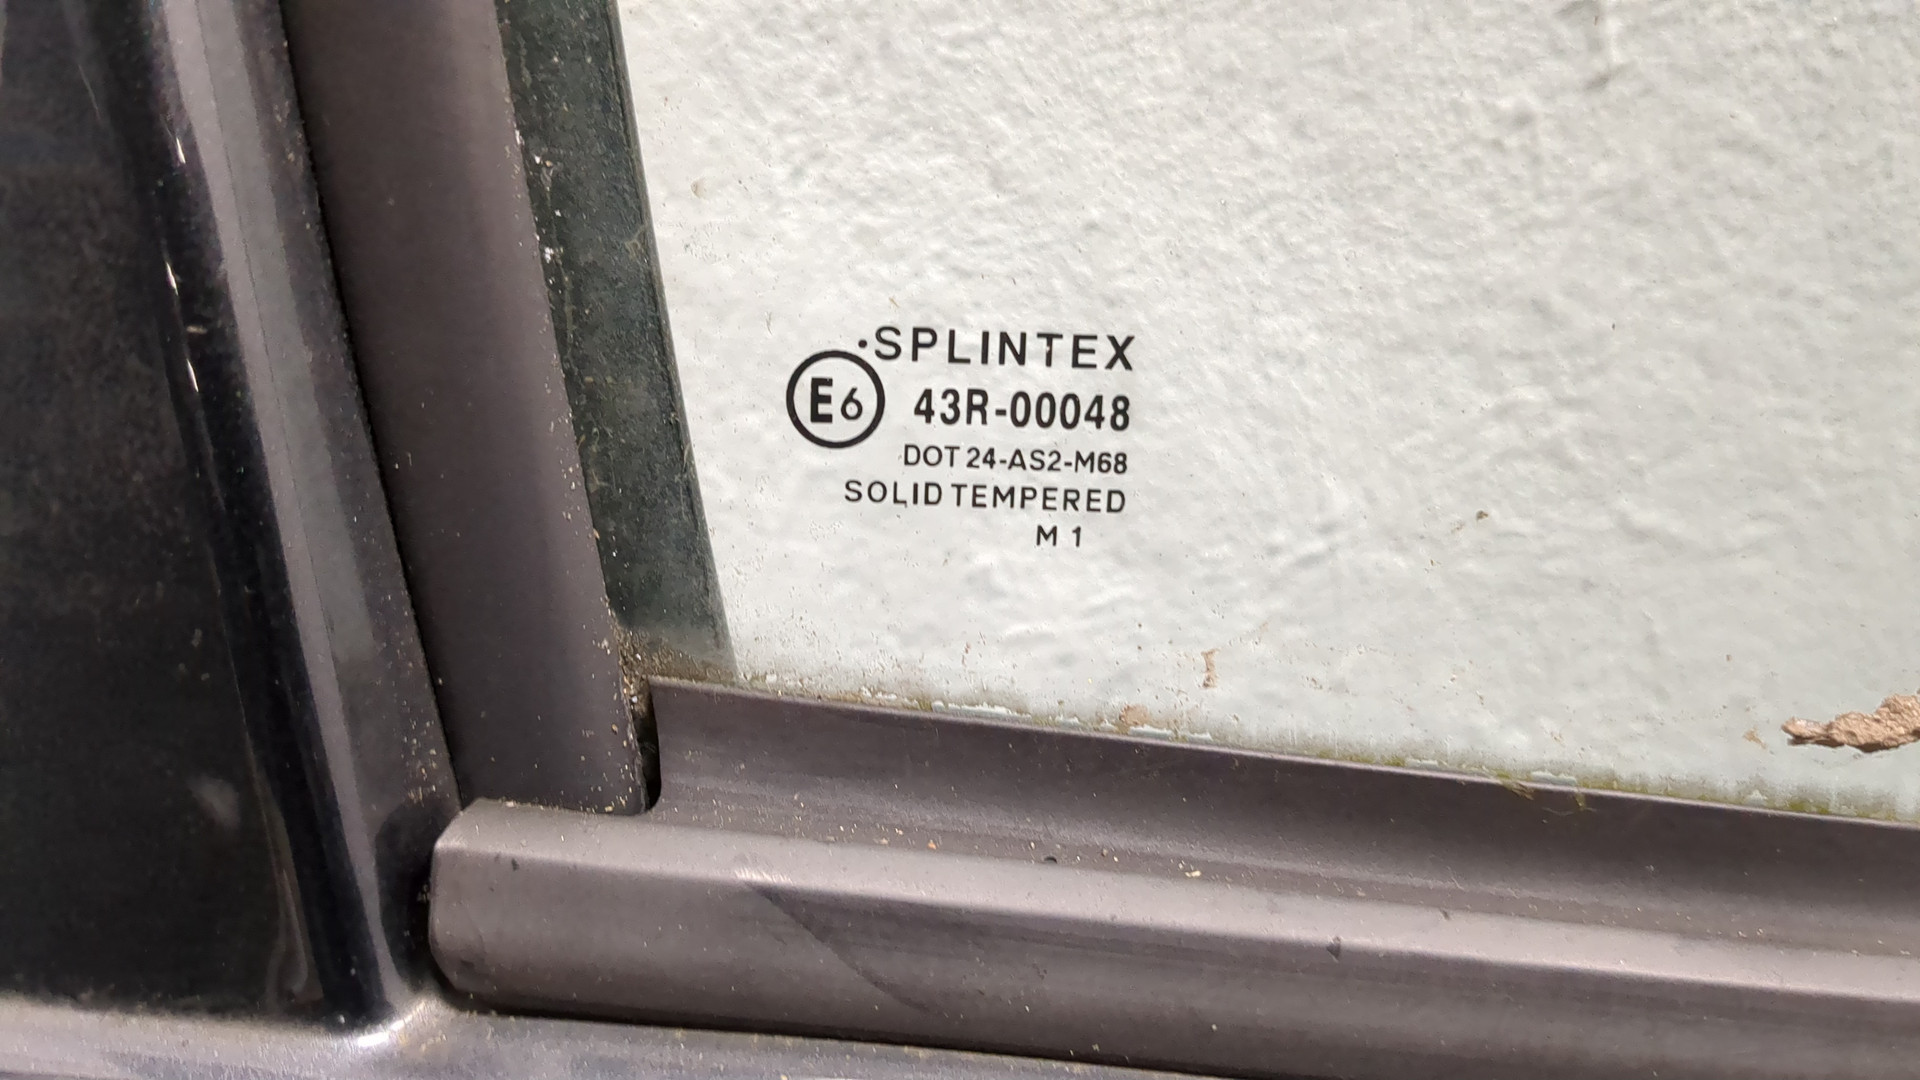 ·SPLINTEX
E6 43R-00048
DOT 24-AS2-M68
SOLID TEMPERED
M 1